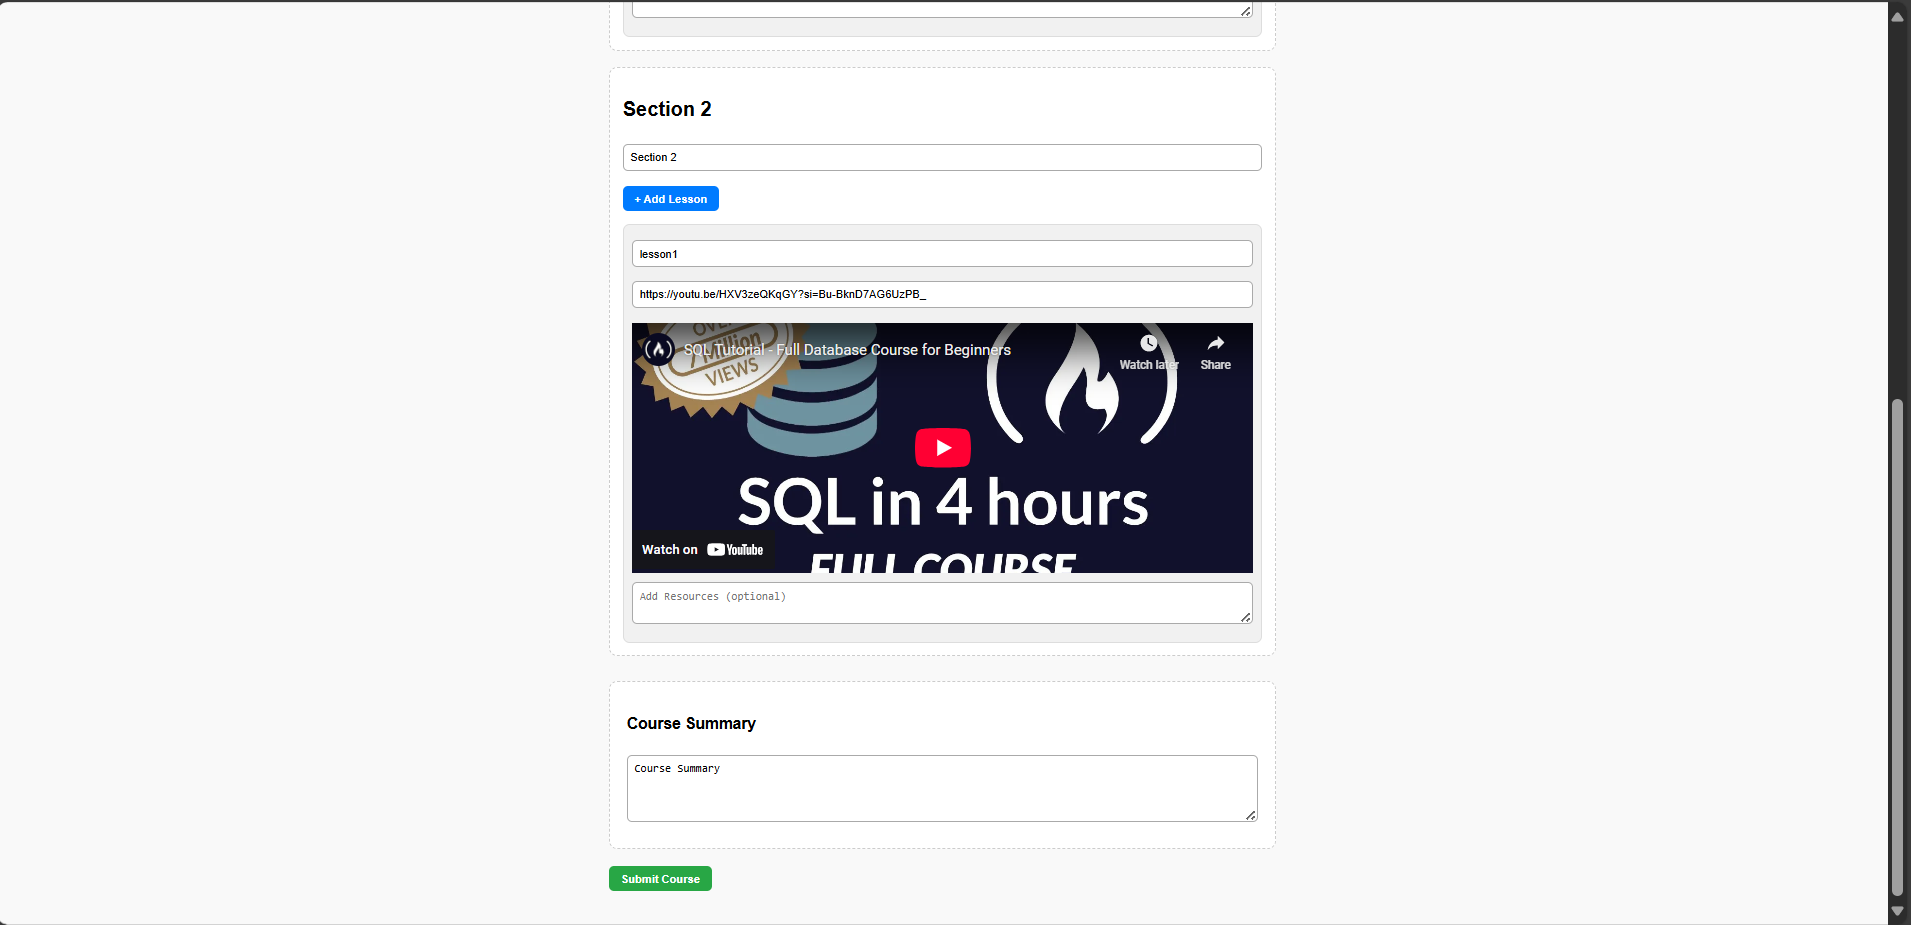 Section 2
Section 2
+ Add Lesson
lesson1
https://youtu.be/HXV3zeQKqGY?si=Bu-BknD7AG6UzPB_
OVER
7 Million
VIEWS
SQL Tutorial - Full Database Course for Beginners
Watch later
Share
SQL in 4 hours
FULL COURSE
Watch on YouTube
Add Resources (optional)
Course Summary
Course Summary
Submit Course